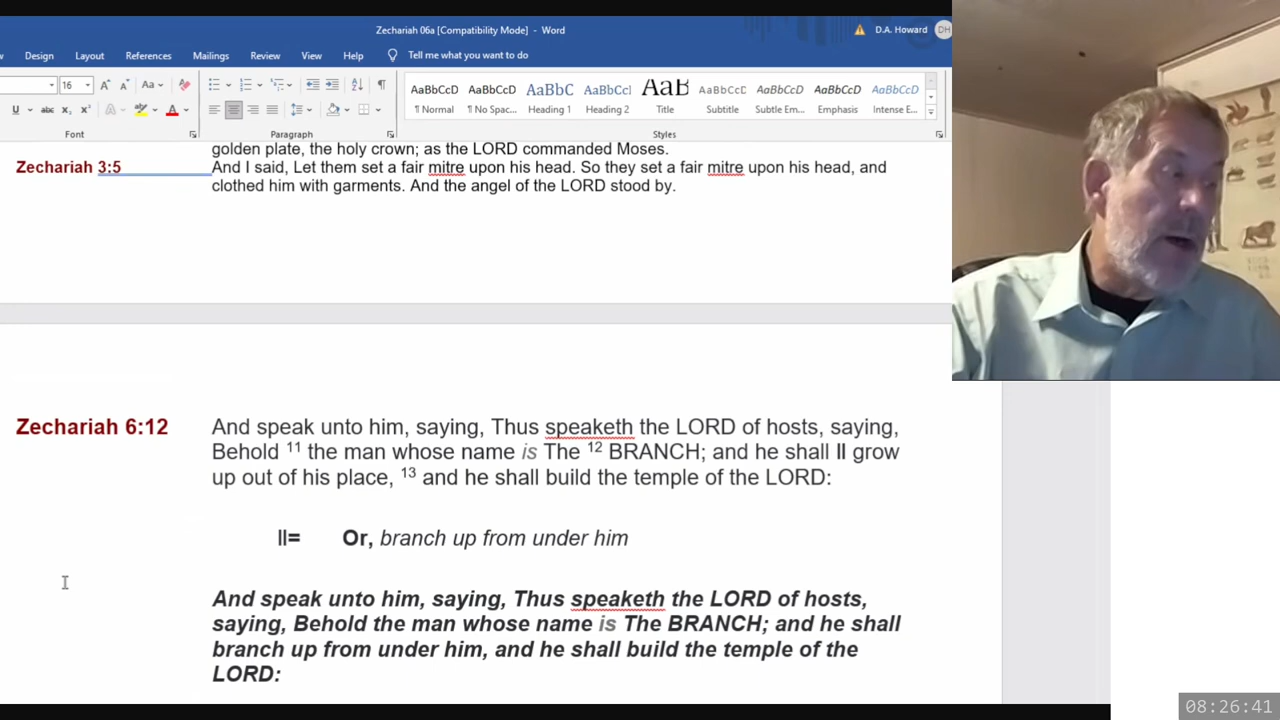 Zechariah 06a [Compatibility Mode] - Word
D.A. Howard
DH
Design Layout References Mailings Review View Help Tell me what you want to do
16 A A Aa
U abc x₂ x² A A
AaBbCcD AaBbCcD AaBbC AaBbCcI AaB AaBbCcC AaBbCcD AaBbCcD AaBbCcD
¶ Normal ¶ No Spac... Heading 1 Heading 2 Title Subtitle Subtle Em... Emphasis Intense E...
Font Paragraph Styles
golden plate, the holy crown; as the LORD commanded Moses.
Zechariah 3:5 And I said, Let them set a fair mitre upon his head. So they set a fair mitre upon his head, and
clothed him with garments. And the angel of the LORD stood by.
Zechariah 6:12 And speak unto him, saying, Thus speaketh the LORD of hosts, saying,
Behold ¹¹ the man whose name is The ¹² BRANCH; and he shall ǁ grow
up out of his place, ¹³ and he shall build the temple of the LORD:
ǁ= Or, branch up from under him
And speak unto him, saying, Thus speaketh the LORD of hosts,
saying, Behold the man whose name is The BRANCH; and he shall
branch up from under him, and he shall build the temple of the
LORD:
08:26:41